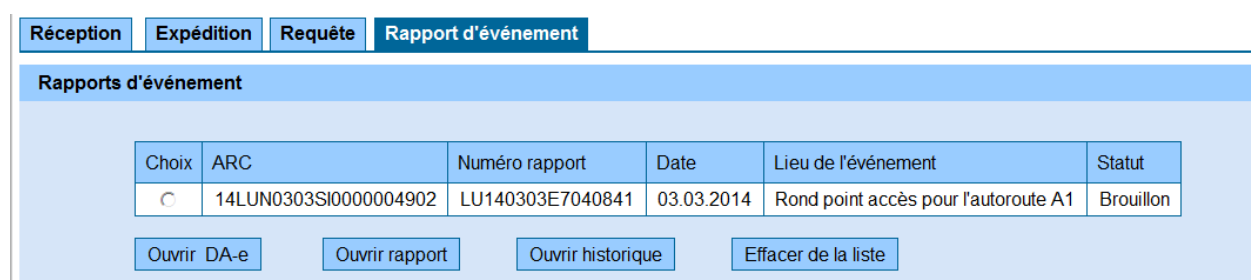 Réception Expédition Requête Rapport d'événement
Rapports d'événement
Choix ARC Numéro rapport Date Lieu de l'événement Statut
14LUN0303SI0000004902 LU140303E7040841 03.03.2014 Rond point accès pour l'autoroute A1 Brouillon
Ouvrir DA-e Ouvrir rapport Ouvrir historique Effacer de la liste